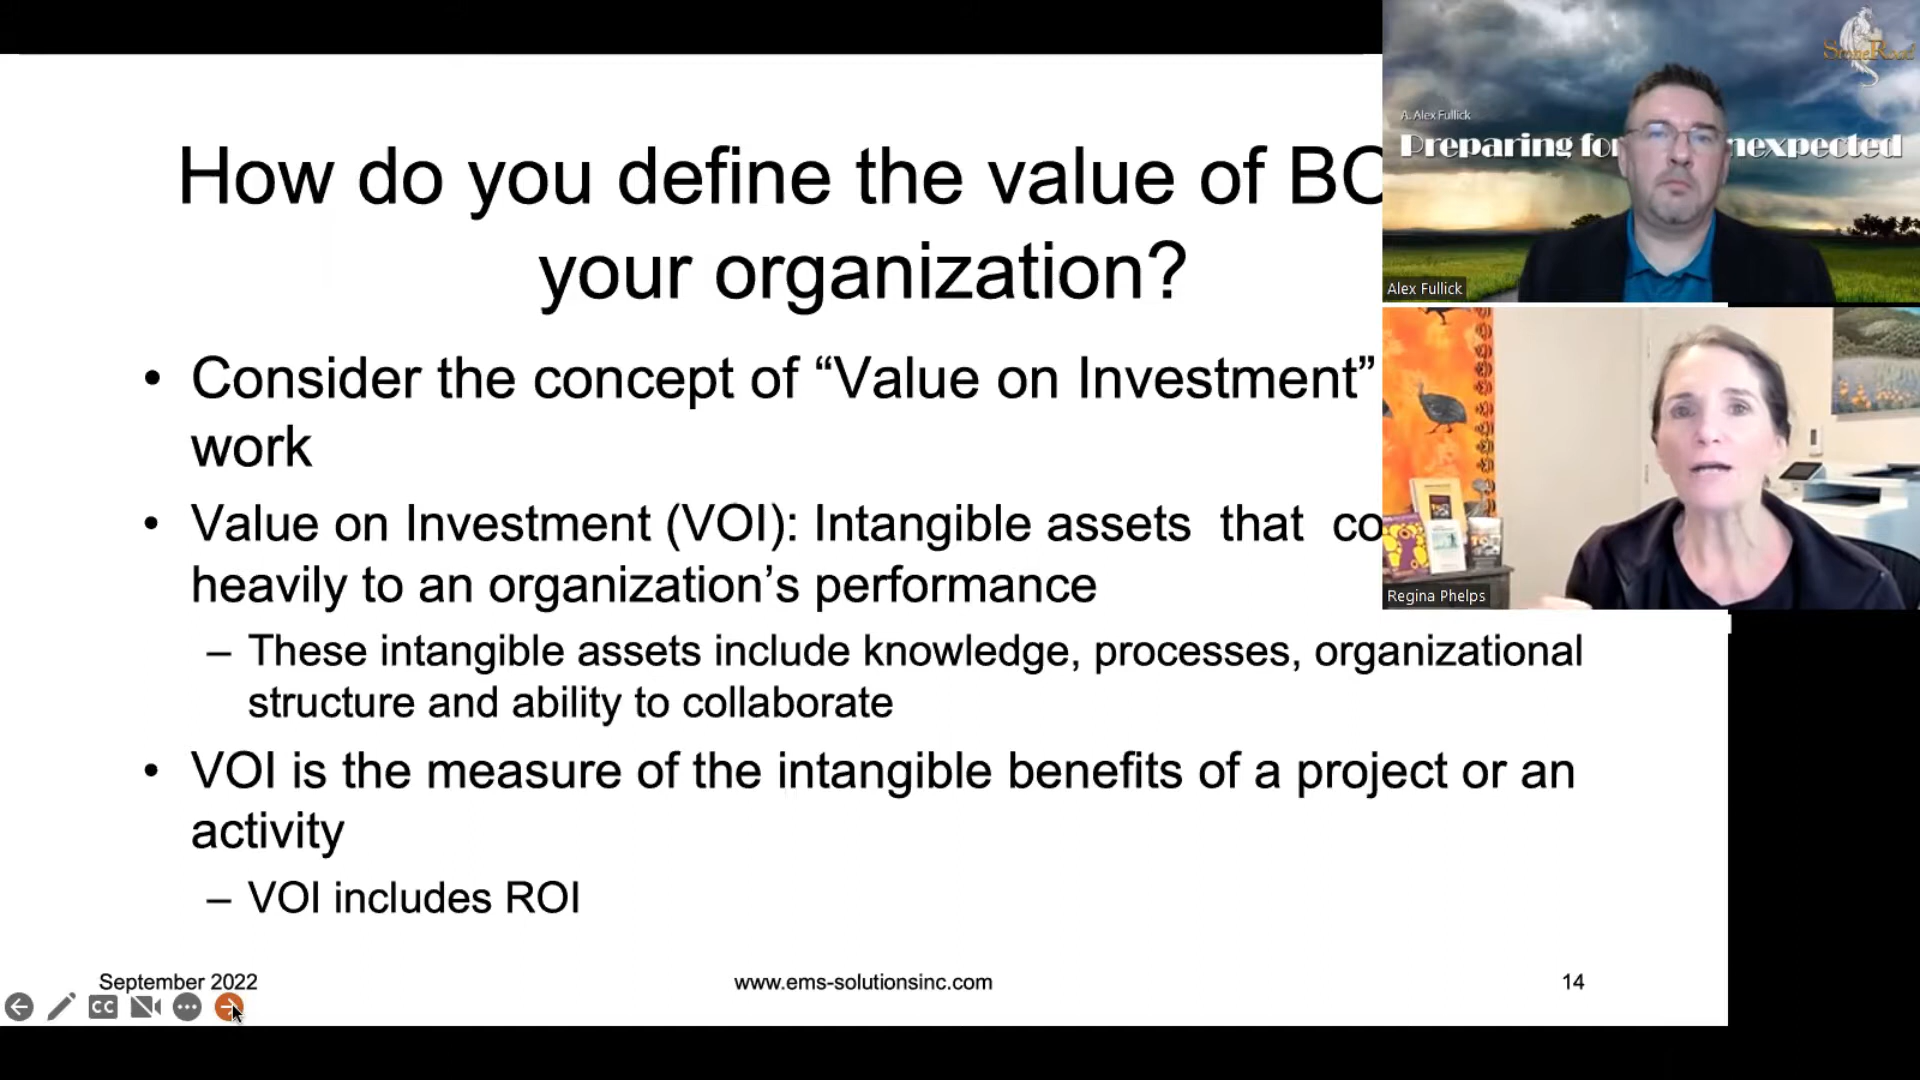 How do you define the value of BC
your organization?
• Consider the concept of “Value on Investment”
work
• Value on Investment (VOI): Intangible assets that co
heavily to an organization’s performance
– These intangible assets include knowledge, processes, organizational
structure and ability to collaborate
• VOI is the measure of the intangible benefits of a project or an
activity
– VOI includes ROI
September 2022
www.ems-solutionsinc.com
14
CC
A. Alex Fullick
Preparing for nexpected
StoneRoad
Alex Fullick
Regina Phelps